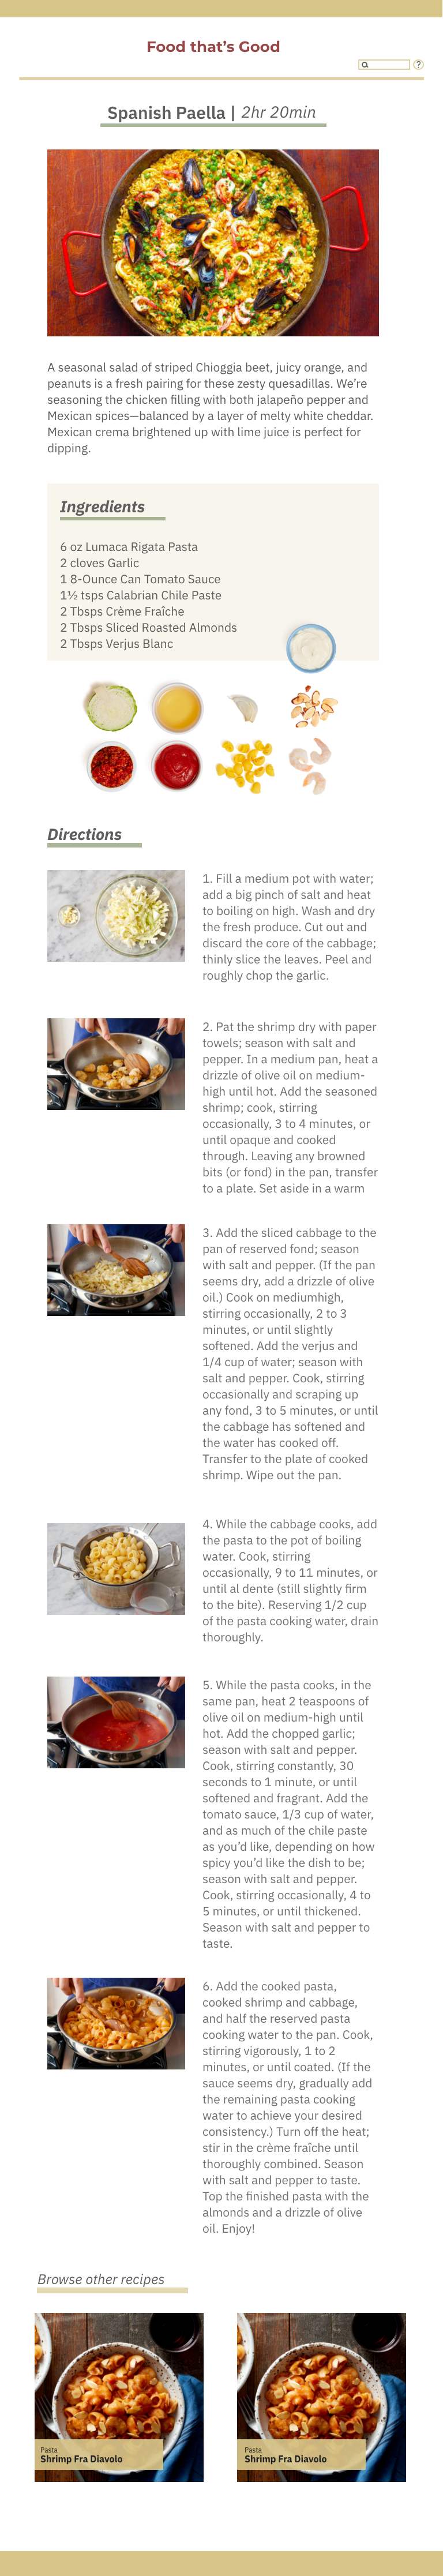 Food that's Good
?
Spanish Paella | 2hr 20min
A seasonal salad of striped Chioggia beet, juicy orange, and
peanuts is a fresh pairing for these zesty quesadillas. We're
seasoning the chicken filling with both jalapeño pepper and
Mexican spices—balanced by a layer of melty white cheddar.
Mexican crema brightened up with lime juice is perfect for
dipping.
Ingredients
6 oz Lumaca Rigata Pasta
2 cloves Garlic
1 8-Ounce Can Tomato Sauce
1½ tsps Calabrian Chile Paste
2 Tbsps Crème Fraîche
2 Tbsps Sliced Roasted Almonds
2 Tbsps Verjus Blanc
Directions
1. Fill a medium pot with water;
add a big pinch of salt and heat
to boiling on high. Wash and dry
the fresh produce. Cut out and
discard the core of the cabbage;
thinly slice the leaves. Peel and
roughly chop the garlic.
2. Pat the shrimp dry with paper
towels; season with salt and
pepper. In a medium pan, heat a
drizzle of olive oil on medium-
high until hot. Add the seasoned
shrimp; cook, stirring
occasionally, 3 to 4 minutes, or
until opaque and cooked
through. Leaving any browned
bits (or fond) in the pan, transfer
to a plate. Set aside in a warm
3. Add the sliced cabbage to the
pan of reserved fond; season
with salt and pepper. (If the pan
seems dry, add a drizzle of olive
oil.) Cook on mediumhigh,
stirring occasionally, 2 to 3
minutes, or until slightly
softened. Add the verjus and
1/4 cup of water; season with
salt and pepper. Cook, stirring
occasionally and scraping up
any fond, 3 to 5 minutes, or until
the cabbage has softened and
the water has cooked off.
Transfer to the plate of cooked
shrimp. Wipe out the pan.
4. While the cabbage cooks, add
the pasta to the pot of boiling
water. Cook, stirring
occasionally, 9 to 11 minutes, or
until al dente (still slightly firm
to the bite). Reserving 1/2 cup
of the pasta cooking water, drain
thoroughly.
5. While the pasta cooks, in the
same pan, heat 2 teaspoons of
olive oil on medium-high until
hot. Add the chopped garlic;
season with salt and pepper.
Cook, stirring constantly, 30
seconds to 1 minute, or until
softened and fragrant. Add the
tomato sauce, 1/3 cup of water,
and as much of the chile paste
as you'd like, depending on how
spicy you'd like the dish to be;
season with salt and pepper.
Cook, stirring occasionally, 4 to
5 minutes, or until thickened.
Season with salt and pepper to
taste.
6. Add the cooked pasta,
cooked shrimp and cabbage,
and half the reserved pasta
cooking water to the pan. Cook,
stirring vigorously, 1 to 2
minutes, or until coated. (If the
sauce seems dry, gradually add
the remaining pasta cooking
water to achieve your desired
consistency.) Turn off the heat;
stir in the crème fraîche until
thoroughly combined. Season
with salt and pepper to taste.
Top the finished pasta with the
almonds and a drizzle of olive
oil. Enjoy!
Browse other recipes
Pasta
Shrimp Fra Diavolo
Pasta
Shrimp Fra Diavolo